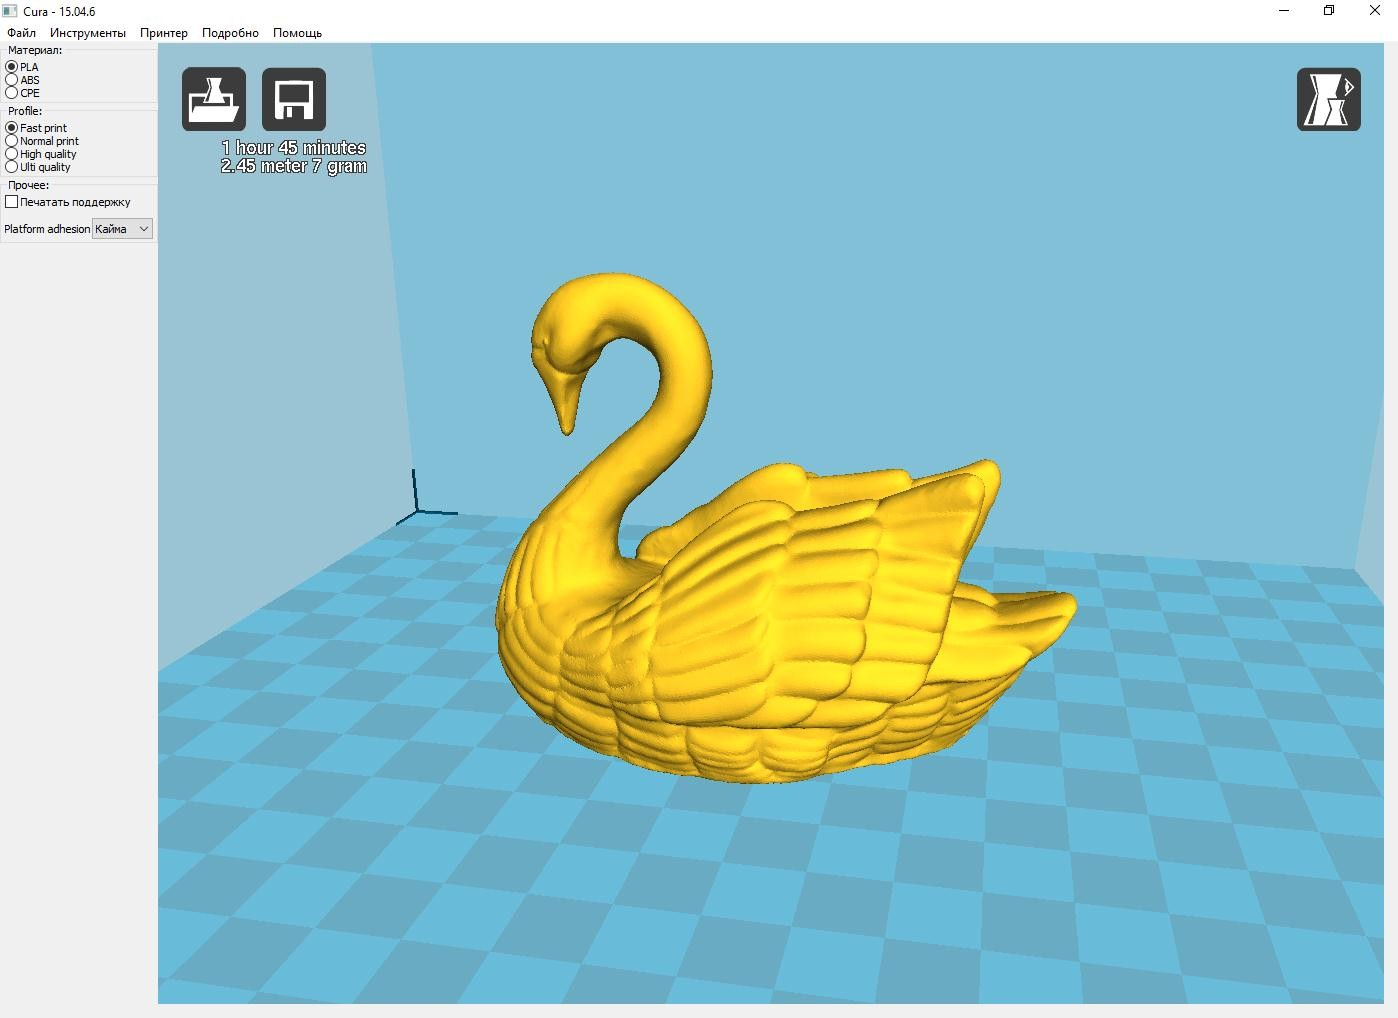 Cura - 15.04.6
Файл Инструменты Принтер Подробно Помощь
Материал:
PLA
ABS
CPE
Profile:
Fast print
Normal print
High quality
Ulti quality
Прочее:
Печатать поддержку
Platform adhesion Кайма
1 hour 45 minutes
2.45 meter 7 gram